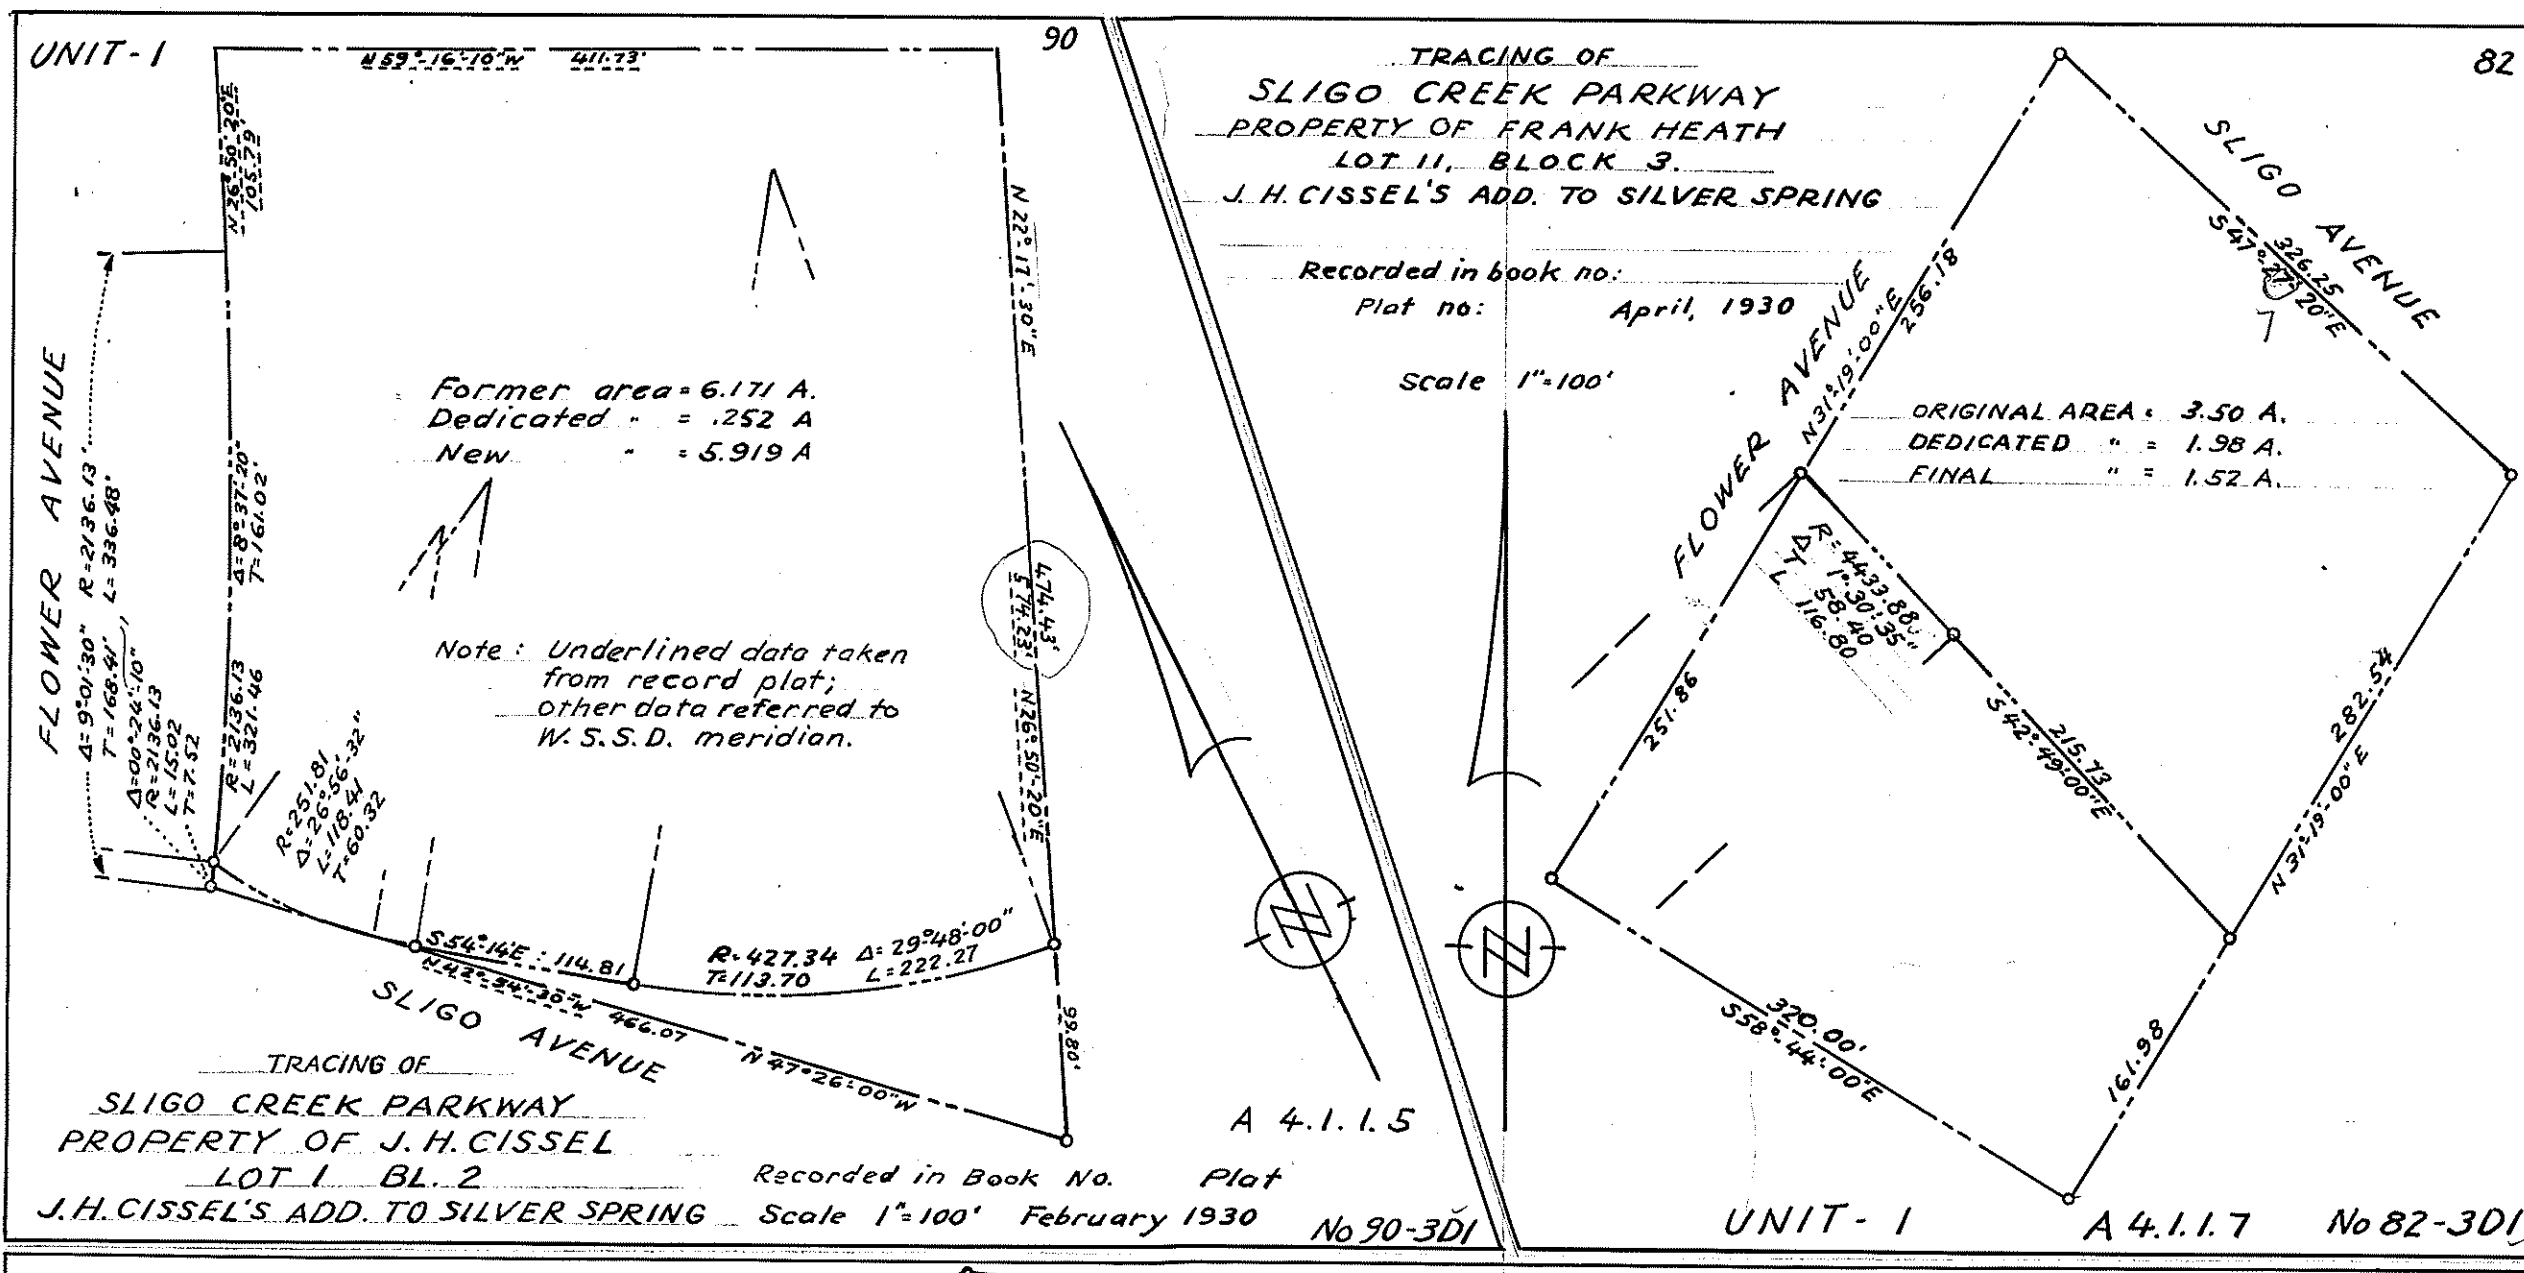 UNIT-1
90
N 59°-16'-10"W 411.73'
N 26°-50'-20"E
105.79'
N 22°-17'-30"E
FLOWER AVENUE
Δ=9°-01'-30" R=2136.13'
T=168.41' L=336.48'
Δ=00°-24'-10"
R=2136.13
L=15.02
T=7.52
Δ=8°-37'-20"
T=161.02'
R=2136.13
L=321.46
Former area = 6.171 A.
Dedicated " = .252 A
New " = 5.919 A
N
Note: Underlined data taken
from record plat;
other data referred to
W.S.S.D. meridian.
474.43'
574.23'
N 26°-50'-20"E
R=251.81
Δ=26°-56'-32"
L=118.41
T=60.32
S 54°-14'E : 114.81
R=427.34 Δ=29°-48'-00"
T=113.70 L=222.27
N 42°-54'-30"W 466.07
N 47°26'-00"W
99.80'
SLIGO AVENUE
TRACING OF
SLIGO CREEK PARKWAY
PROPERTY OF J.H.CISSEL
LOT 1 BL. 2
J.H.CISSEL'S ADD. TO SILVER SPRING
Recorded in Book No. Plat
Scale 1"=100' February 1930
N
A 4.1.1.5
No 90-3D1
TRACING OF
SLIGO CREEK PARKWAY
PROPERTY OF FRANK HEATH
LOT 11, BLOCK 3.
J. H. CISSEL'S ADD. TO SILVER SPRING
Recorded in book no:
Plat no: April, 1930
Scale 1"=100'
82
SLIGO AVENUE
326.25
S 47°-27'-20"E
7
FLOWER AVENUE
N 31°-19'-00"E
256.18
ORIGINAL AREA = 3.50 A.
DEDICATED " = 1.98 A.
FINAL " = 1.52 A.
R=4433.88
Δ 1°-30'-35"
T 58.40
L 116.80
251.86
215.73
S 42°-49'-00"E
282.54
N 31°-19'-00"E
320.00'
S 58°-44'-00"E
161.98
N
UNIT-1
A 4.1.1.7
No 82-3D1